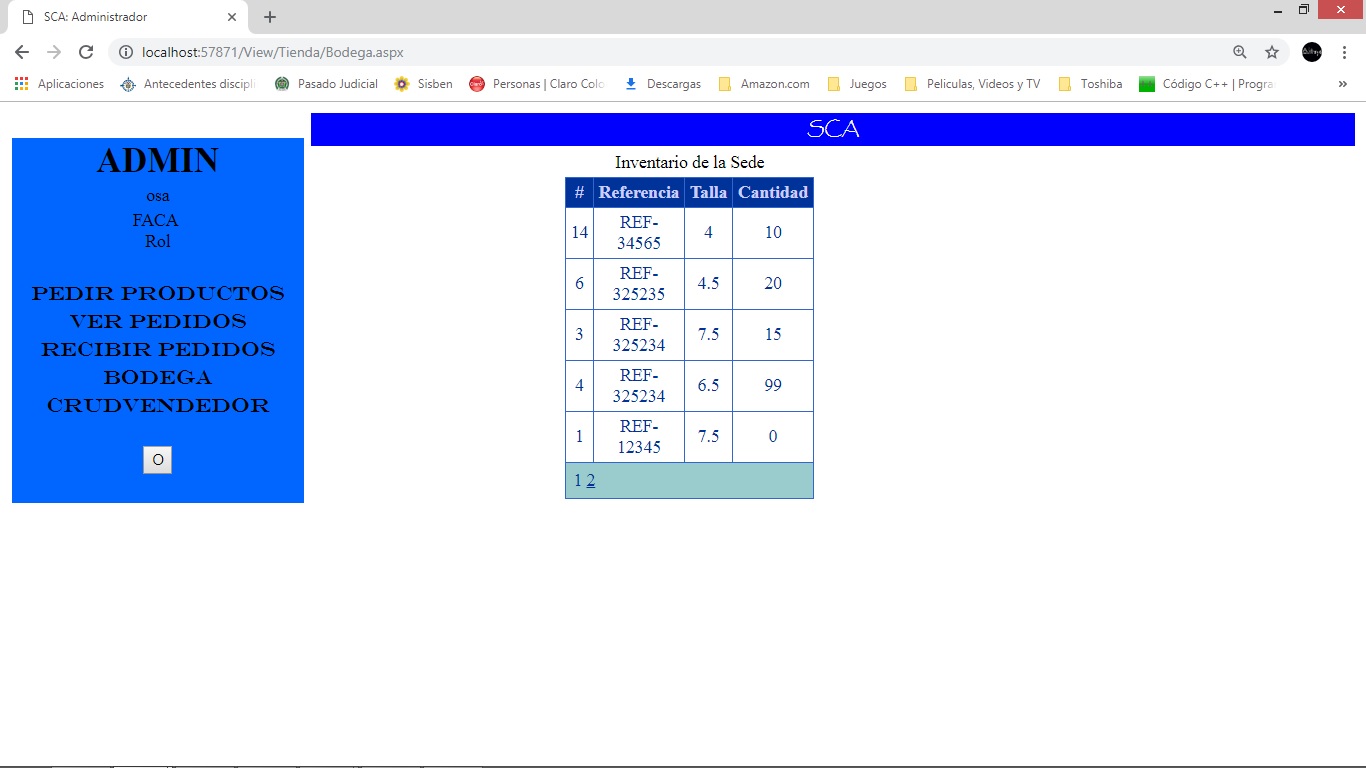 SCA: Administrador
localhost:57871/View/Tienda/Bodega.aspx
Aplicaciones
Antecedentes discipli
Pasado Judicial
Sisben
Personas | Claro Colo
Descargas
Amazon.com
Juegos
Peliculas, Videos y TV
Toshiba
Código C++ | Progra
»
ADMIN
osa
FACA
Rol
PEDIR PRODUCTOS
VER PEDIDOS
RECIBIR PEDIDOS
BODEGA
CRUDVENDEDOR
O
SCA
Inventario de la Sede
# Referencia Talla Cantidad
14 REF-34565 4 10
6 REF-325235 4.5 20
3 REF-325234 7.5 15
4 REF-325234 6.5 99
1 REF-12345 7.5 0
1 2